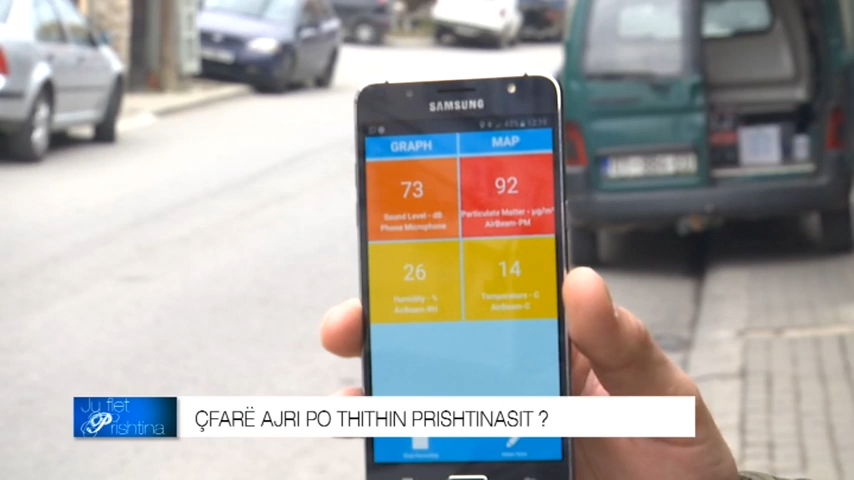 SAMSUNG
GRAPH MAP
73
Sound Level - dB
Phone Microphone
92
Particulate Matter - µg/m³
AirBeam-PM
26
Humidity - %
AirBeam-RH
14
Temperature - C
AirBeam-C
Ju flet
Prishtina
ÇFARË AJRI PO THITHIN PRISHTINASIT ?